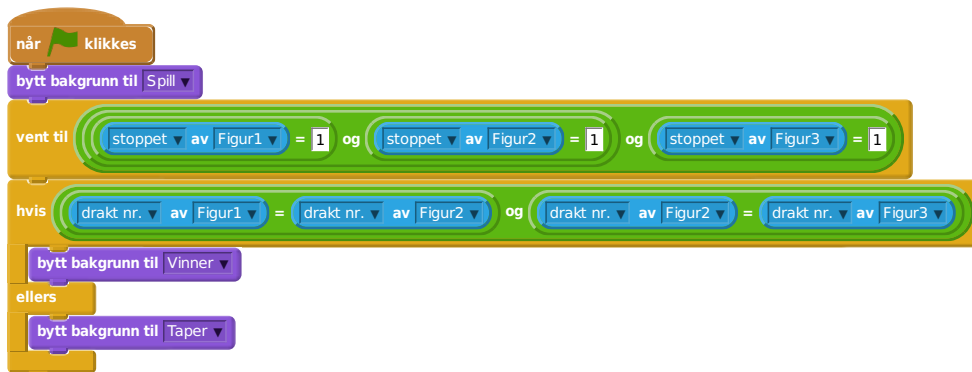 når klikkes
bytt bakgrunn til Spill
vent til stoppet av Figur1 = 1 og stoppet av Figur2 = 1 og stoppet av Figur3 = 1
hvis drakt nr. av Figur1 = drakt nr. av Figur2 og drakt nr. av Figur2 = drakt nr. av Figur3
bytt bakgrunn til Vinner
ellers
bytt bakgrunn til Taper